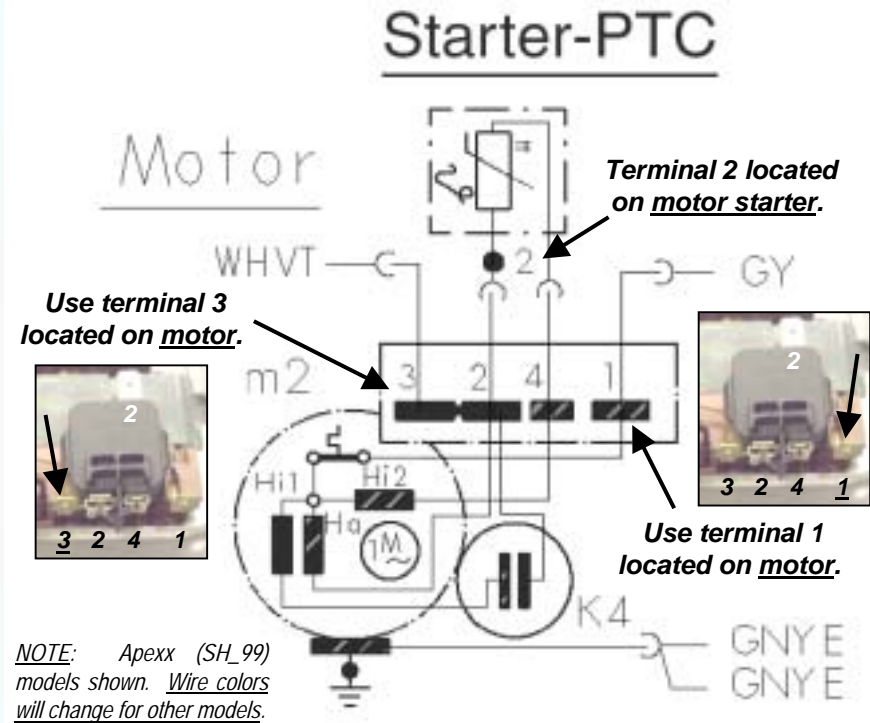 Starter-PTC
Motor
Terminal 2 located
on motor starter.
2
WHVT
GY
Use terminal 3
located on motor.
m2
3 2 4 1
2
3 2 4 1
2
3 2 4 1
Hi1
Hi2
Ha
1M~
K4
Use terminal 1
located on motor.
GNYE
GNYE
NOTE: Apexx (SH_99)
models shown. Wire colors
will change for other models.